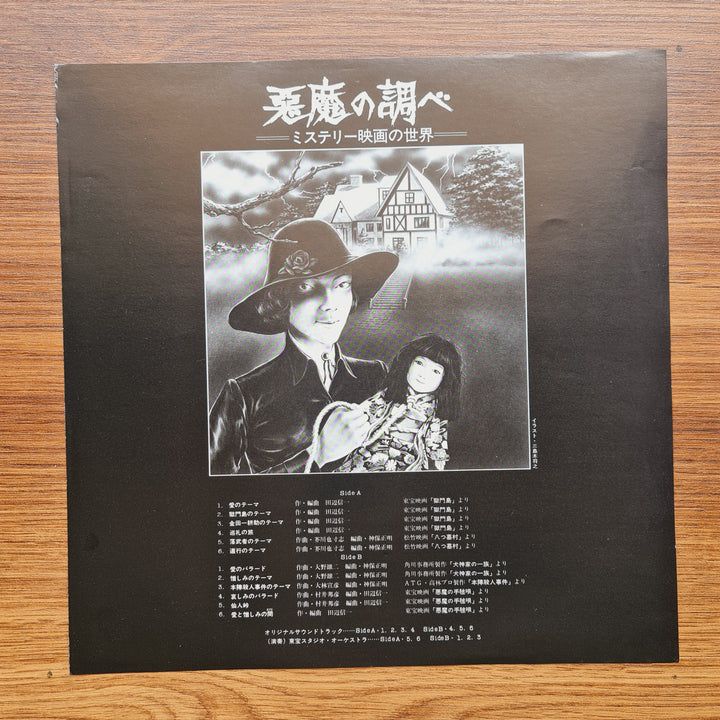 惡魔の調べ
ミステリー映画の世界
イラスト・三島木将之
Side A
1. 愛のテーマ 作・編曲 田辺信一 東宝映画「獄門島」より
2. 獄門島のテーマ 作・編曲 田辺信一 東宝映画「獄門島」より
3. 金田一耕助のテーマ 作・編曲 田辺信一 東宝映画「獄門島」より
4. 巡礼の旅 作・編曲 田辺信一 東宝映画「獄門島」より
5. 落武者のテーマ 作曲・芥川也寸志 編曲・神保正明 松竹映画「八つ墓村」より
6. 道行のテーマ 作曲・芥川也寸志 編曲・神保正明 松竹映画「八つ墓村」より
Side B
1. 愛のバラード 作曲・大野雄二 編曲・神保正明 角川事務所製作「犬神家の一族」より
2. 憎しみのテーマ 作曲・大野雄二 編曲・神保正明 角川事務所製作「犬神家の一族」より
3. 本陣殺人事件のテーマ 作曲・大林宣彦 編曲・神保正明 ATG・高林プロ製作「本陣殺人事件」より
4. 哀しみのバラード 作曲・村井邦彦 編曲・田辺信一 東宝映画「悪魔の手毬唄」より
5. 仙人峠 作曲・村井邦彦 編曲・田辺信一 東宝映画「悪魔の手毬唄」より
6. 愛と憎しみの間 作・編曲 田辺信一 東宝映画「悪魔の手毬唄」より
オリジナルサウンドトラック……Side A・1. 2. 3. 4 Side B・4. 5. 6
(演奏) 東宝スタジオ・オーケストラ……Side A・5. 6 Side B・1. 2. 3